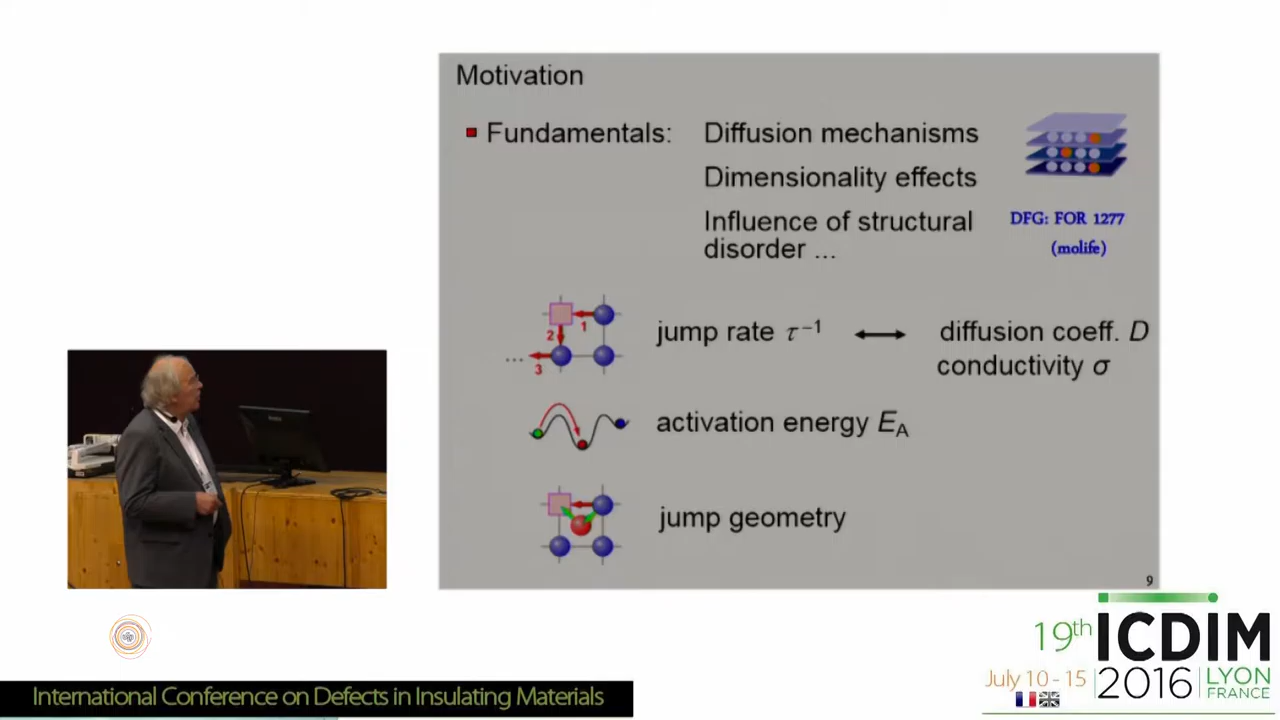 Motivation
Fundamentals: Diffusion mechanisms
Dimensionality effects
Influence of structural
disorder ...
DFG: FOR 1277
(molife)
1
2
3
...
jump rate τ⁻¹ ↔ diffusion coeff. D
conductivity σ
activation energy E_A
jump geometry
9
19th ICDIM
July 10 - 15 2016 LYON
FRANCE
International Conference on Defects in Insulating Materials